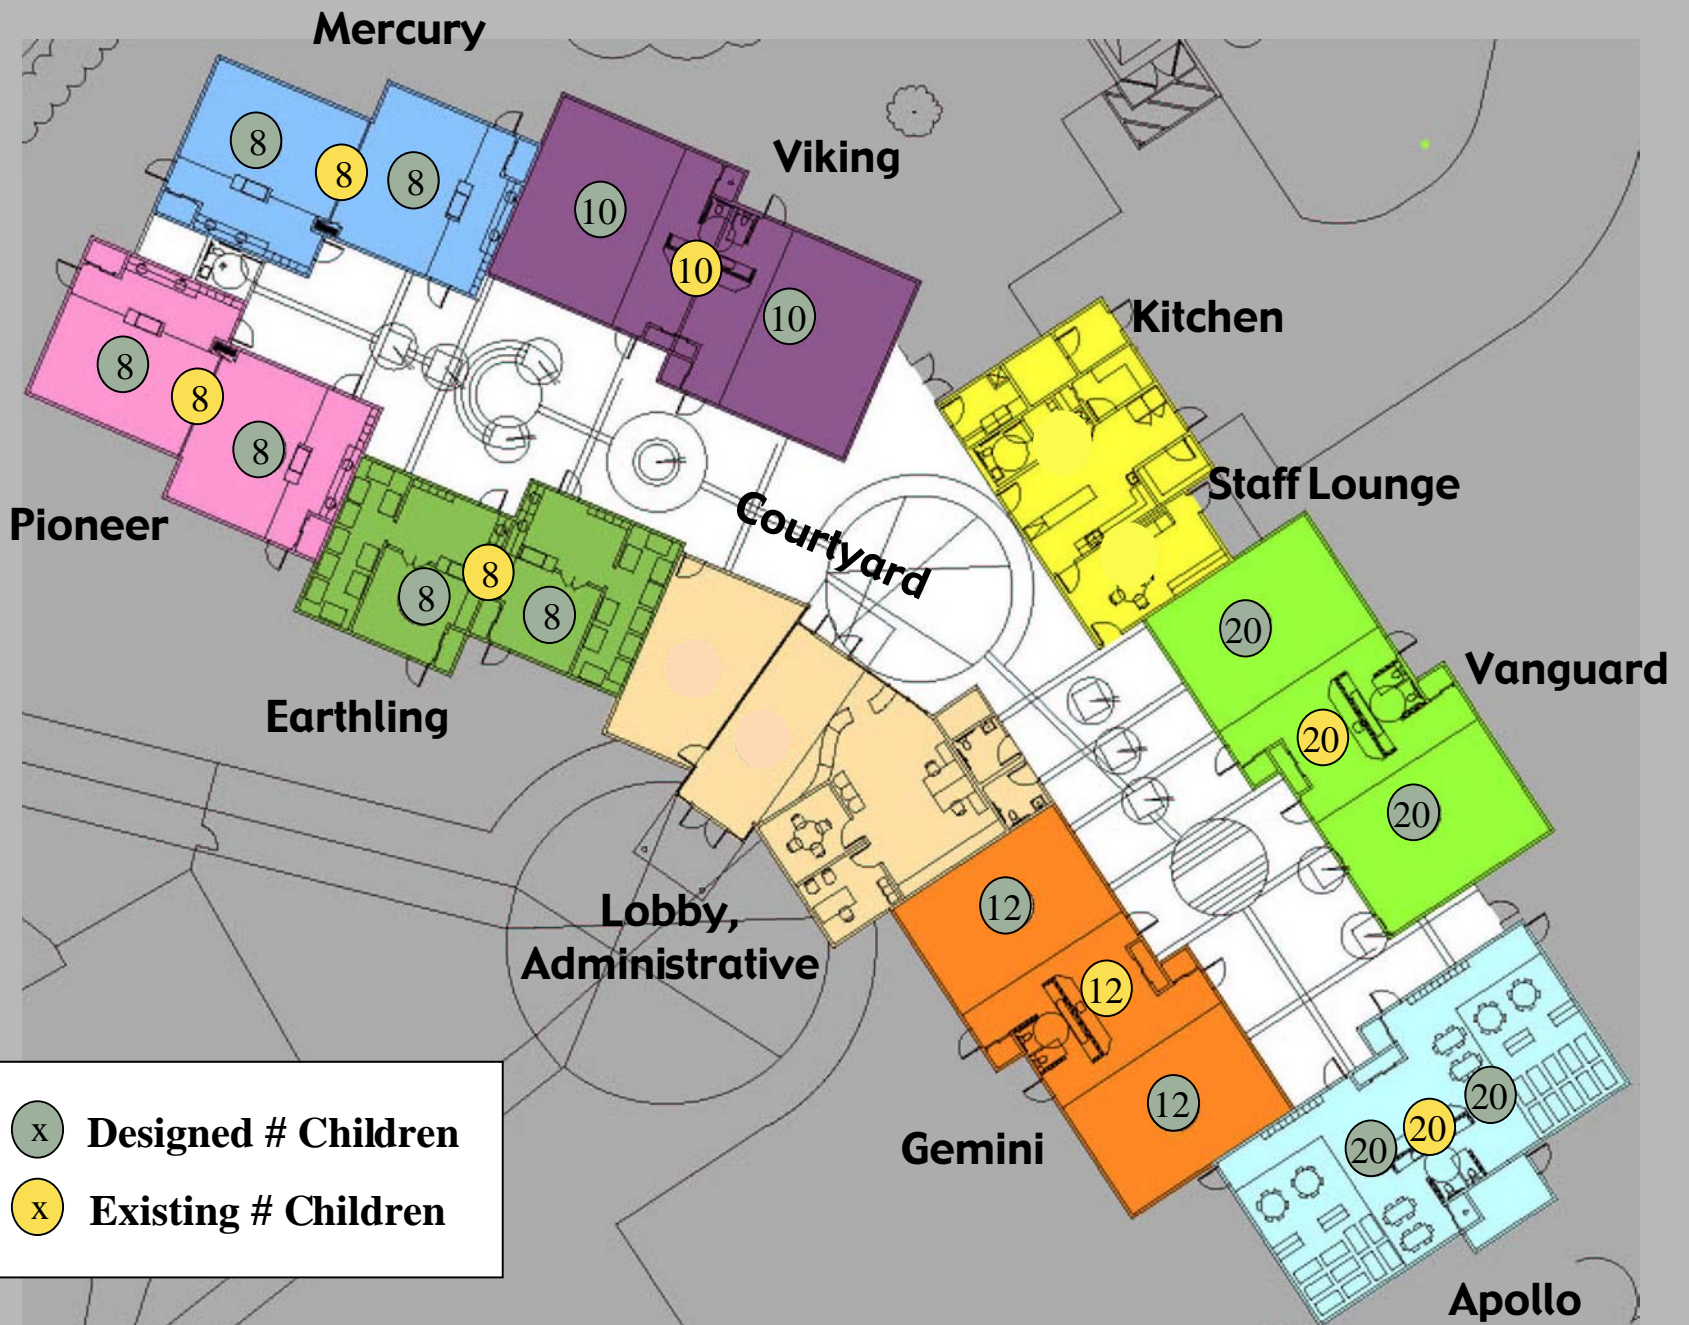 Mercury
8
8
8
Viking
10
10
10
Kitchen
8
8
8
Pioneer
Staff Lounge
Courtyard
8
8
8
Earthling
20
20
20
Vanguard
Lobby,
Administrative
12
12
12
Gemini
20
20
20
Apollo
x Designed # Children
x Existing # Children